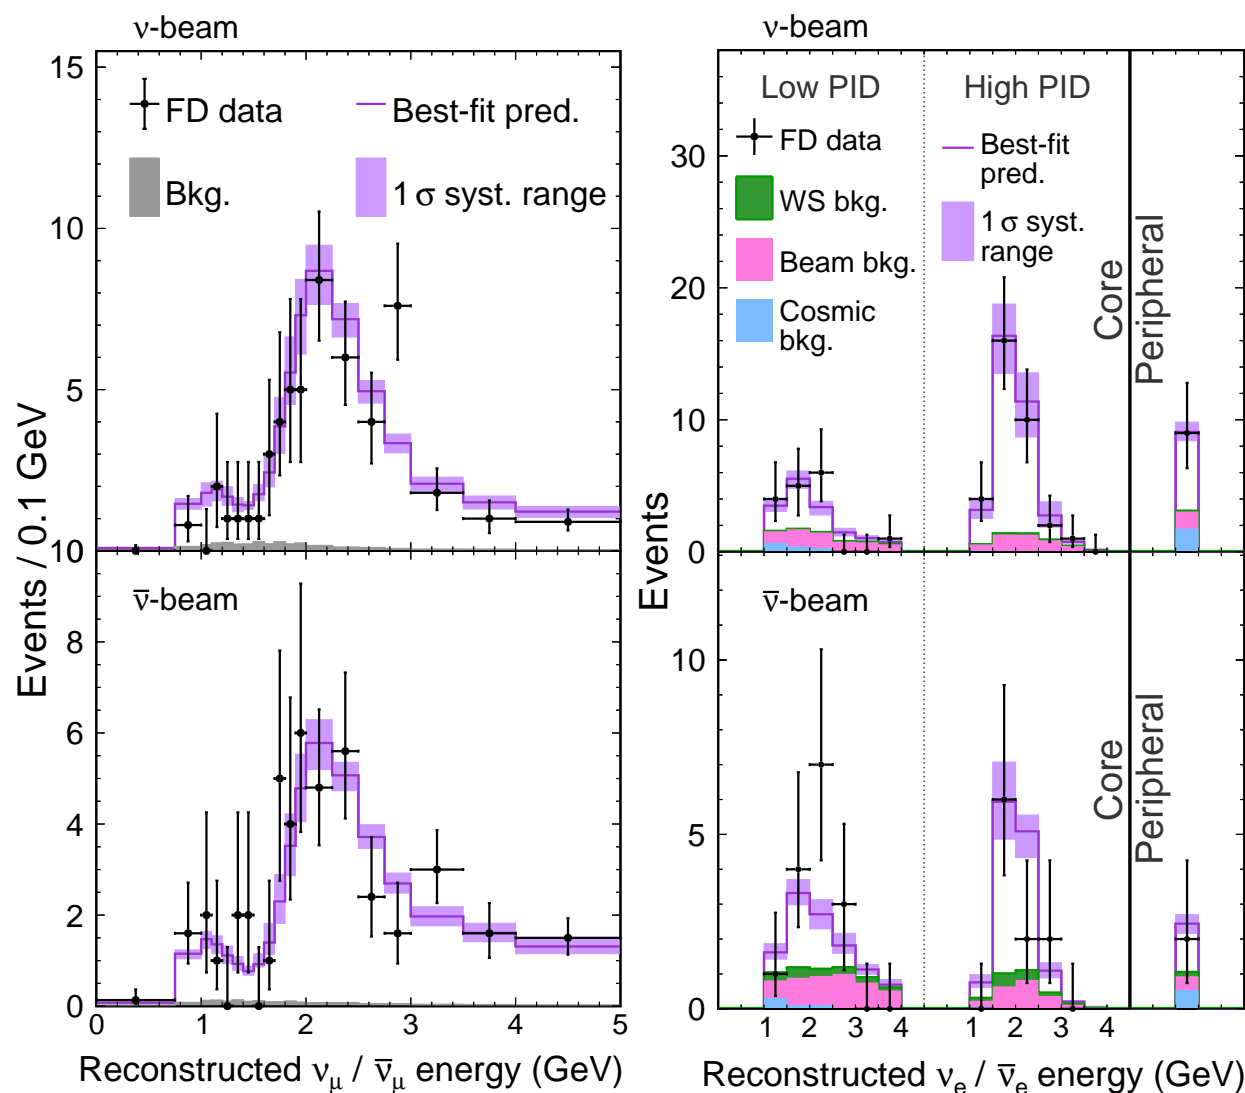 ν-beam
15
FD data
Best-fit pred.
Bkg.
1 σ syst. range
10
5
10
ν̅-beam
8
6
4
2
0
0 1 2 3 4 5
Events / 0.1 GeV
Reconstructed ν_μ / ν̅_μ energy (GeV)
ν-beam
Low PID
High PID
FD data
WS bkg.
Beam bkg.
Cosmic
bkg.
Best-fit
pred.
1 σ syst.
range
Core
Peripheral
30
20
10
0
ν̅-beam
Core
Peripheral
10
5
0
1 2 3 4 1 2 3 4
Events
Reconstructed ν_e / ν̅_e energy (GeV)